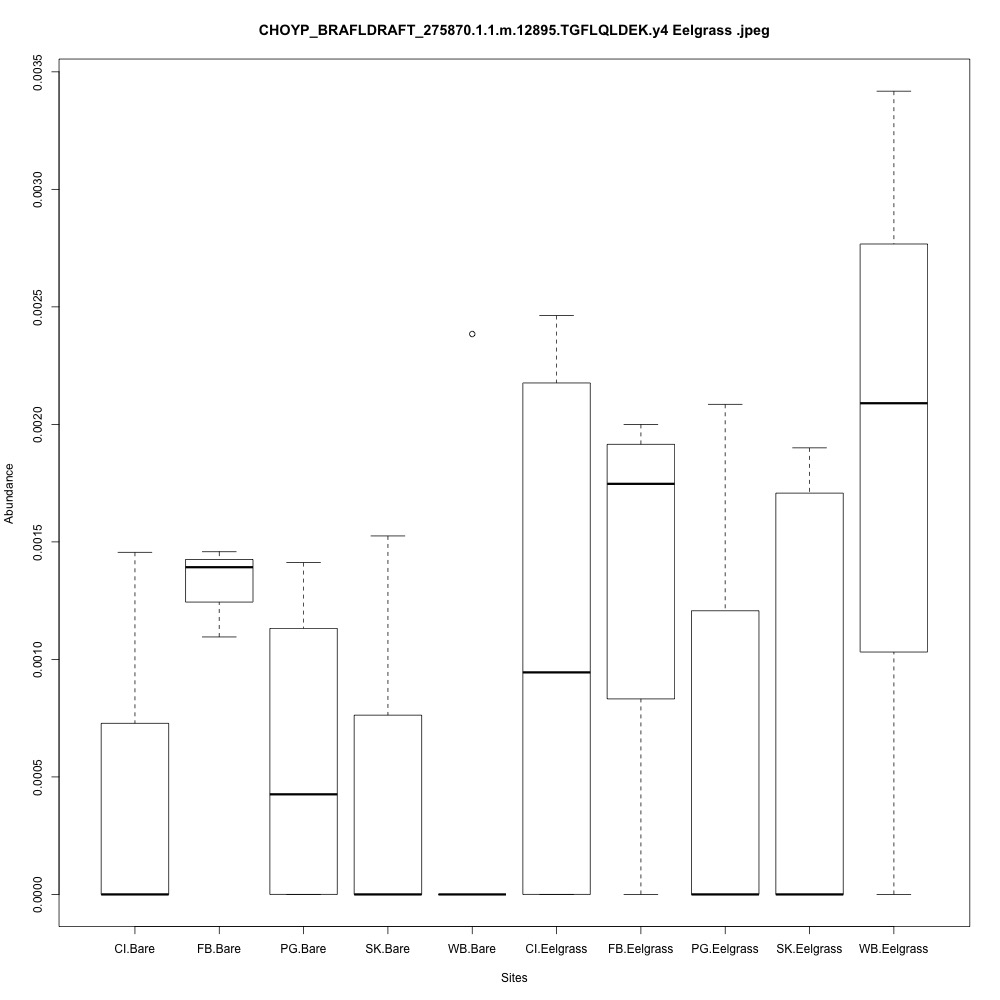 CHOYP_BRAFLDRAFT_275870.1.1.m.12895.TGFLQLDEK.y4 Eelgrass .jpeg
0.0035
0.0030
0.0025
0.0020
0.0015
0.0010
0.0005
0.0000
Abundance
CI.Bare FB.Bare PG.Bare SK.Bare WB.Bare CI.Eelgrass FB.Eelgrass PG.Eelgrass SK.Eelgrass WB.Eelgrass
Sites